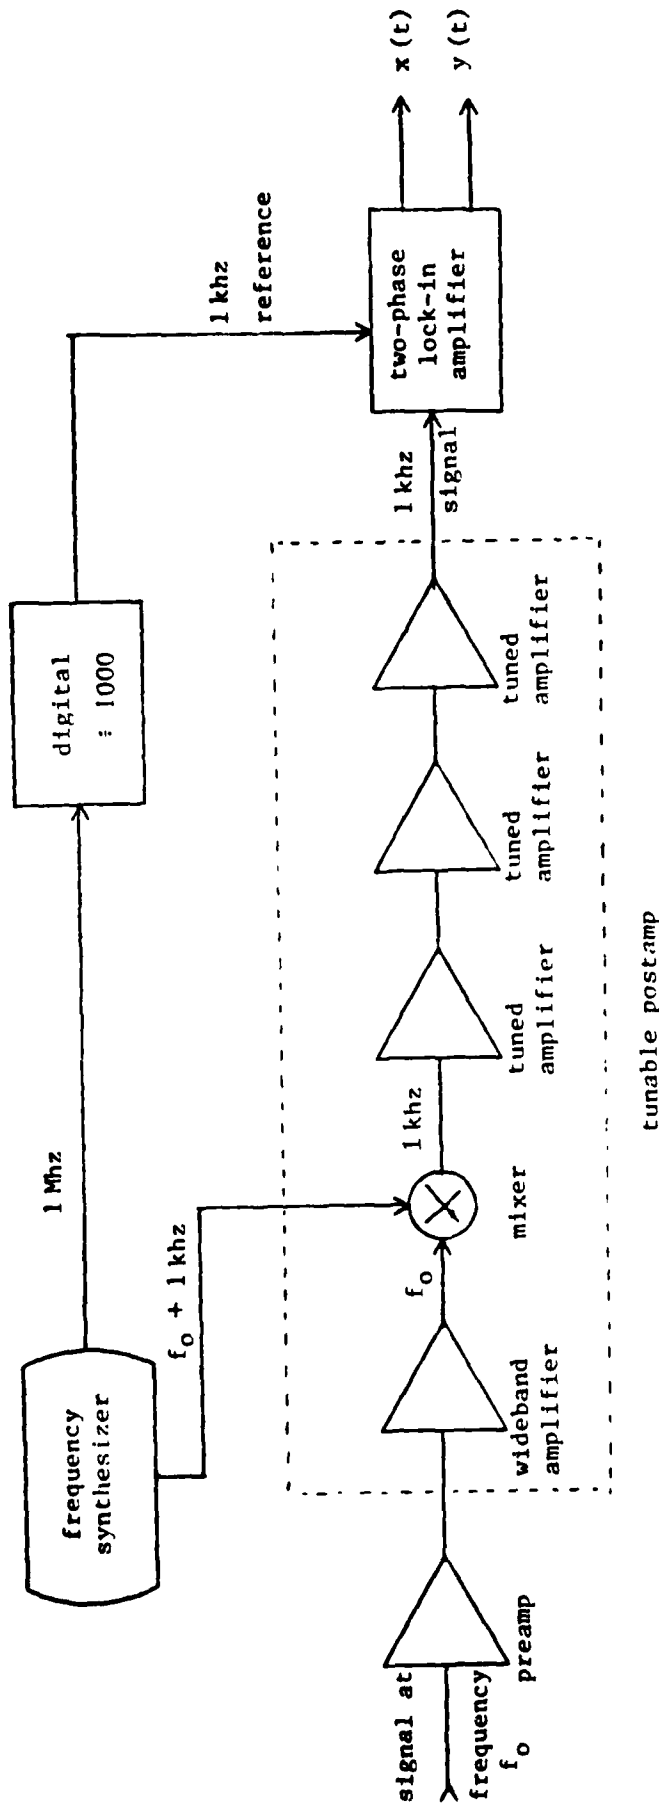 frequency
synthesizer
1 Mhz
digital
÷ 1000
1 khz
reference
f₀ + 1 khz
signal at
frequency
f₀
preamp
wideband
amplifier
f₀
mixer
1 khz
tuned
amplifier
tuned
amplifier
tuned
amplifier
1 khz
signal
two-phase
lock-in
amplifier
x(t)
y(t)
tunable postamp